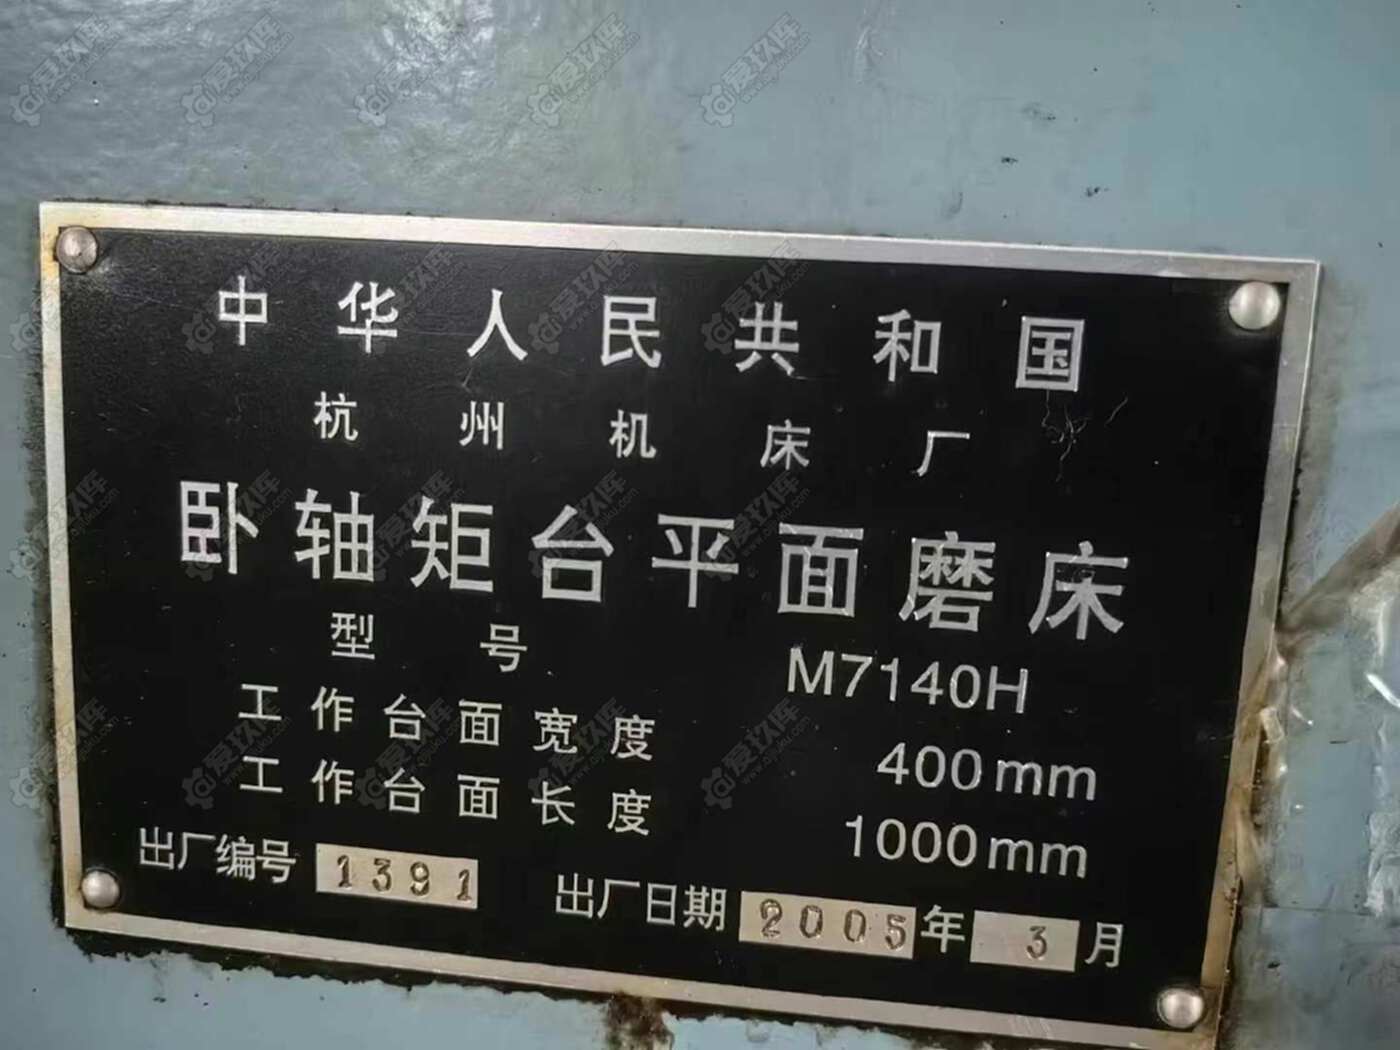 中华人民共和国
杭州机床厂
卧轴矩台平面磨床
型号 M7140H
工作台面宽度 400mm
工作台面长度 1000mm
出厂编号 1391 出厂日期 2005年 3月